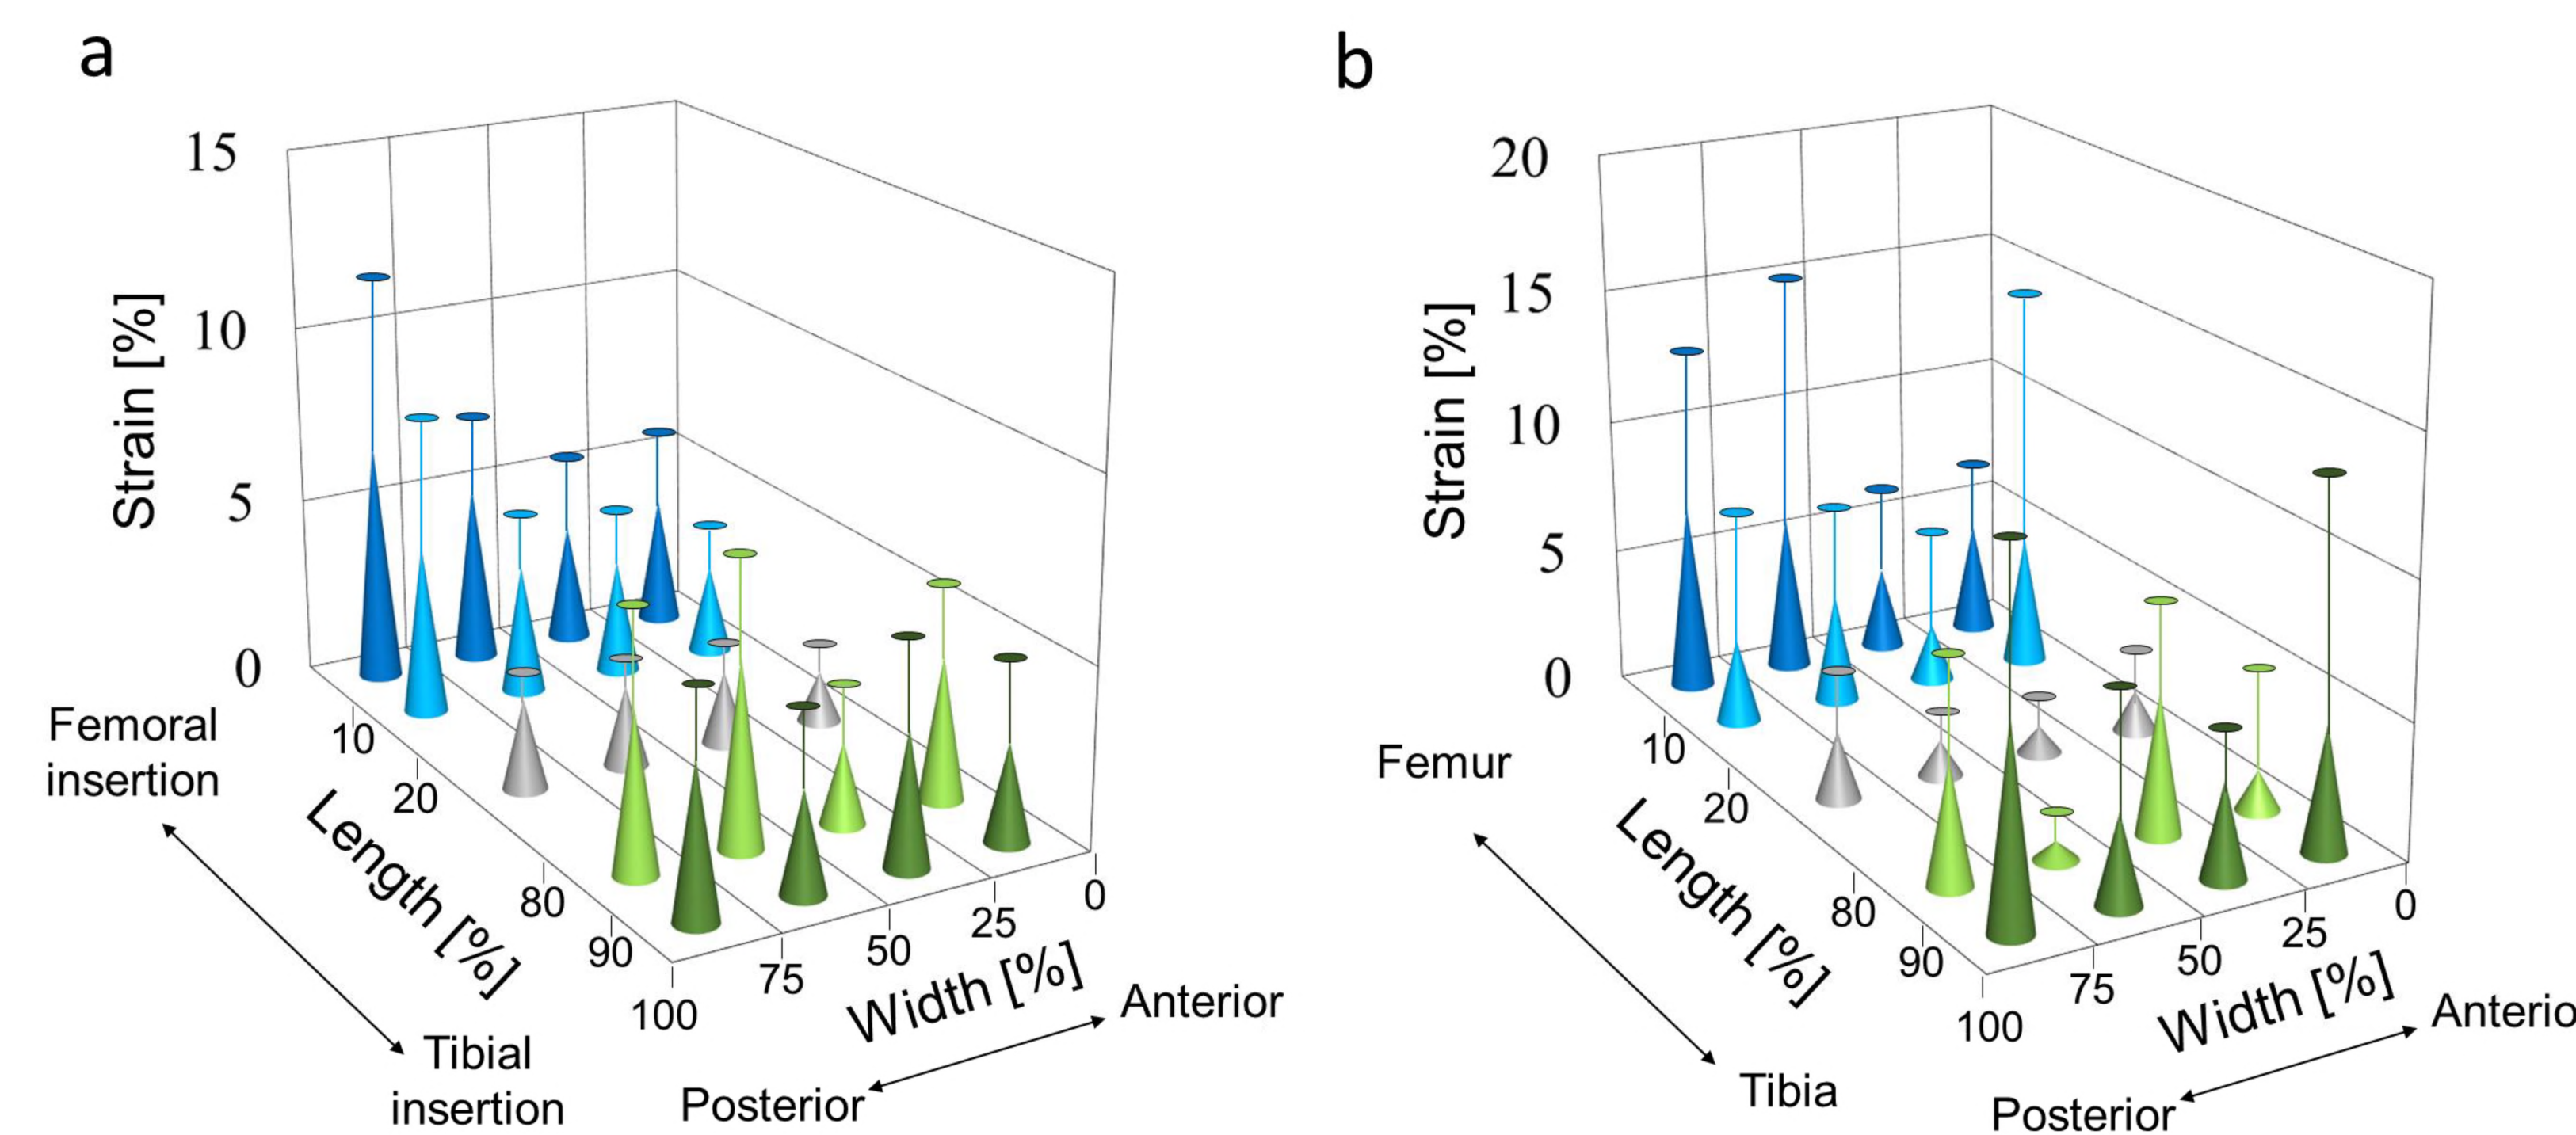 a
15
10
5
0
Strain [%]
Femoral
insertion
10
20
Length [%]
80
90
100
75
50
25
0
Width [%]
Tibial
insertion
Posterior
Anterior
b
20
15
10
5
0
Strain [%]
Femur
10
20
Length [%]
80
90
100
75
50
25
0
Width [%]
Tibia
Posterior
Anterio